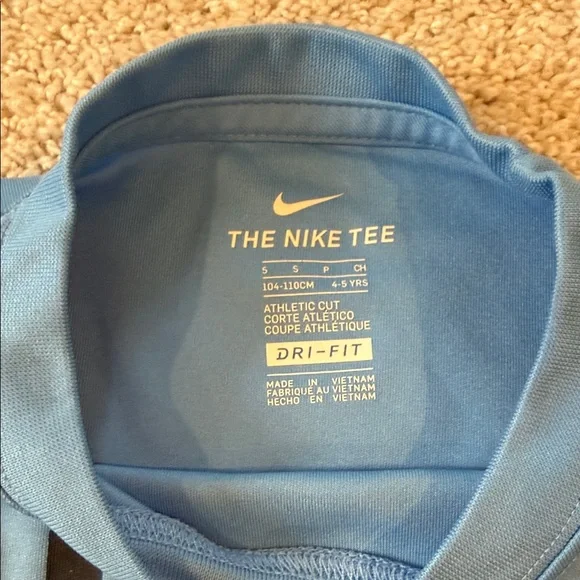 THE NIKE TEE
5 S P CH
104-110CM 4-5 YRS
ATHLETIC CUT
CORTE ATLÉTICO
COUPE ATHLÉTIQUE
DRI-FIT
MADE IN VIETNAM
FABRIQUÉ AU VIETNAM
HECHO EN VIETNAM